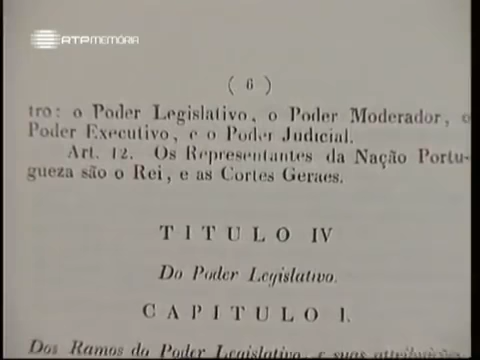 RTP MEMÓRIA
( 6 )
tro: o Poder Legislativo, o Poder Moderador, o
Poder Executivo, e o Poder Judicial.
Art. 12. Os Representantes da Nação Portu-
gueza são o Rei, e as Cortes Geraes.
TITULO IV
Do Poder Legislativo.
CAPITULO I.
Dos Ramos do Poder Legislativo, e suas attribuições